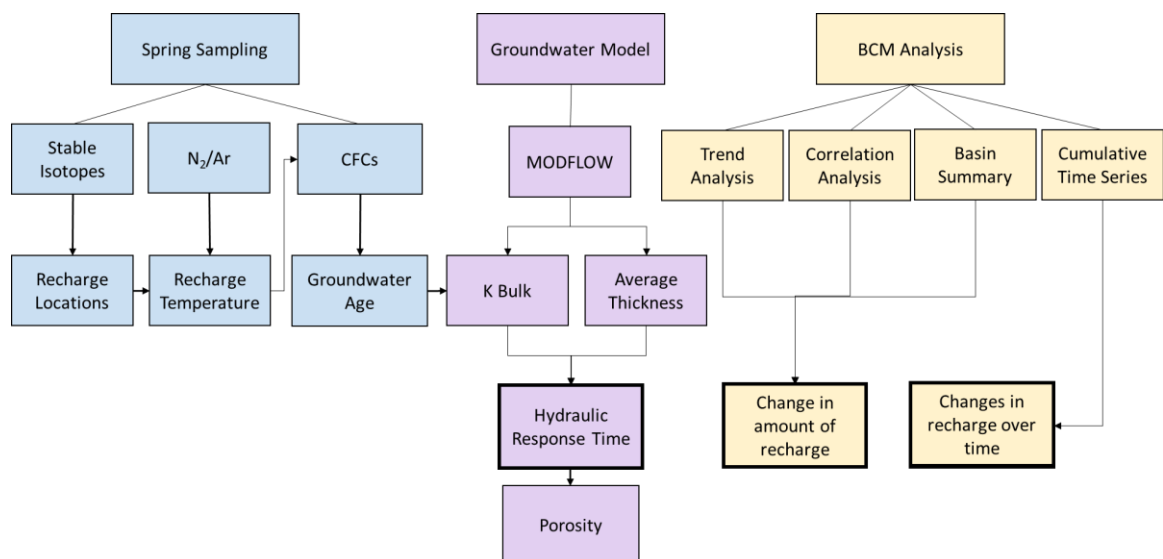 Spring Sampling
Groundwater Model
BCM Analysis
Stable
Isotopes
N₂/Ar
CFCs
MODFLOW
Trend
Analysis
Correlation
Analysis
Basin
Summary
Cumulative
Time Series
Recharge
Locations
Recharge
Temperature
Groundwater
Age
K Bulk
Average
Thickness
Hydraulic
Response Time
Change in
amount of
recharge
Changes in
recharge over
time
Porosity